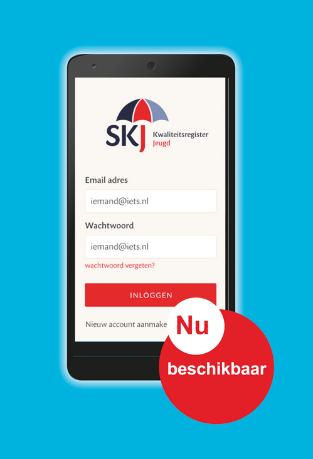 SKJ Kwaliteitsregister
Jeugd
Email adres
iemand@iets.nl
Wachtwoord
iemand@iets.nl
wachtwoord vergeten?
INLOGGEN
Nieuw account aanmake
Nu
beschikbaar